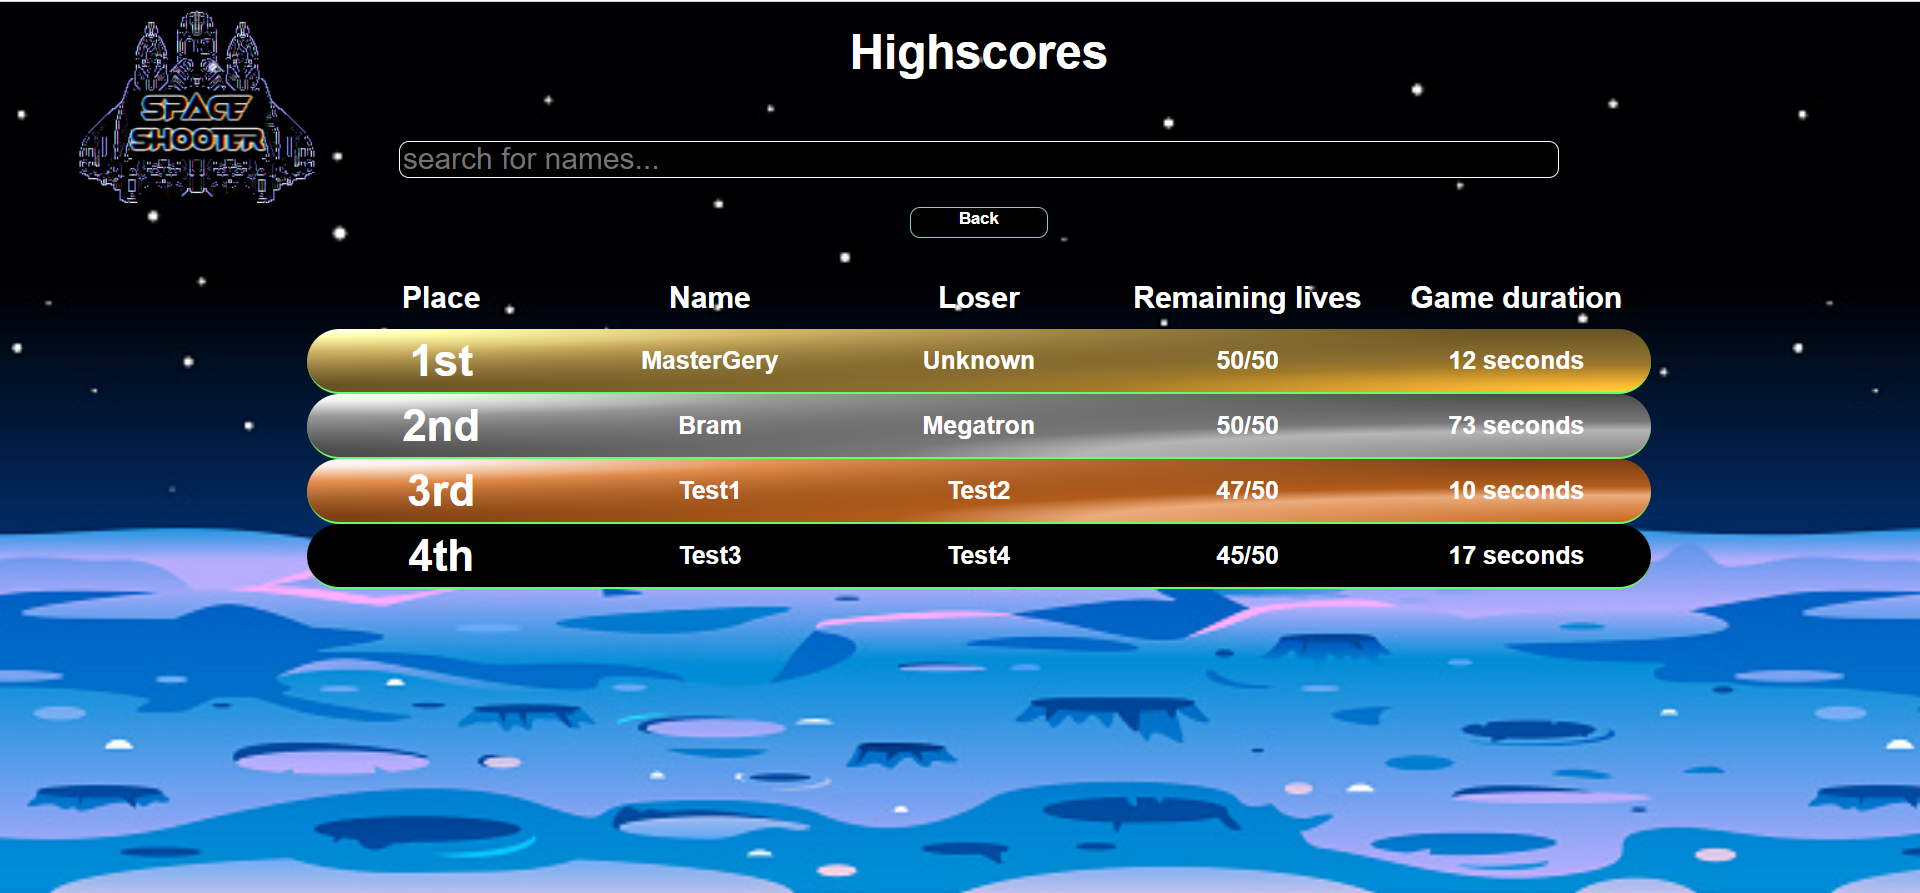 SPACE
SHOOTER
Highscores
search for names...
Back
Place Name Loser Remaining lives Game duration
1st MasterGery Unknown 50/50 12 seconds
2nd Bram Megatron 50/50 73 seconds
3rd Test1 Test2 47/50 10 seconds
4th Test3 Test4 45/50 17 seconds